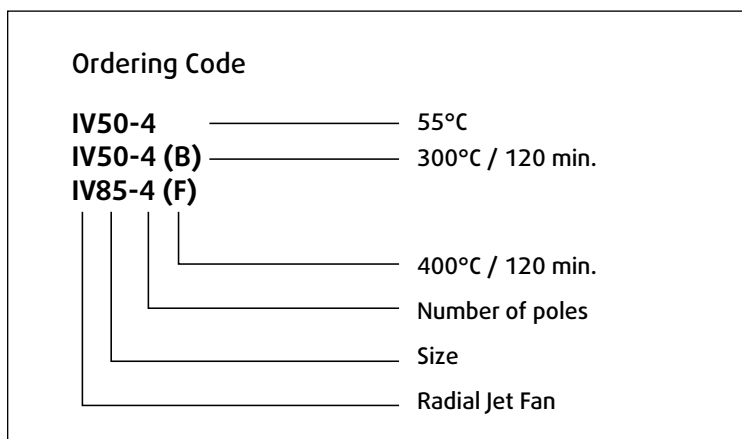 Ordering Code
IV50-4 55°C
IV50-4 (B) 300°C / 120 min.
IV85-4 (F)
400°C / 120 min.
Number of poles
Size
Radial Jet Fan